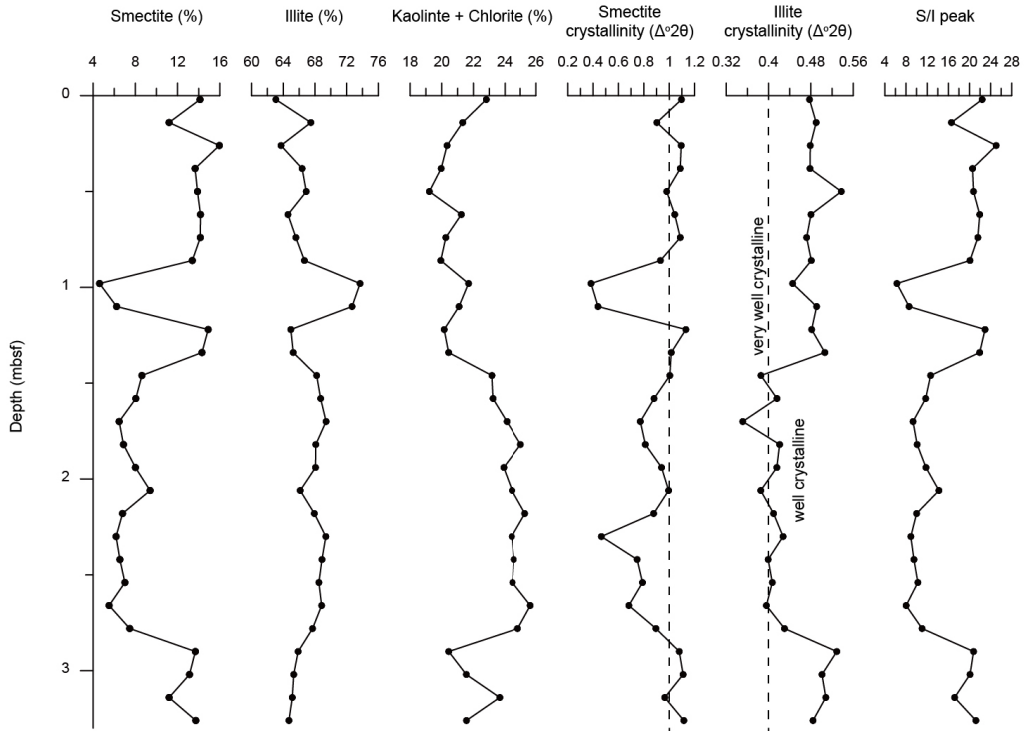 Smectite (%)
Illite (%)
Kaolinte + Chlorite (%)
Smectite
crystallinity (Δ°2θ)
Illite
crystallinity (Δ°2θ)
S/I peak
4 8 12 16
60 64 68 72 76
18 20 22 24 26
0.2 0.4 0.6 0.8 1 1.2
0.32 0.4 0.48 0.56
4 8 12 16 20 24 28
0
1
2
3
Depth (mbsf)
very well crystalline
well crystalline